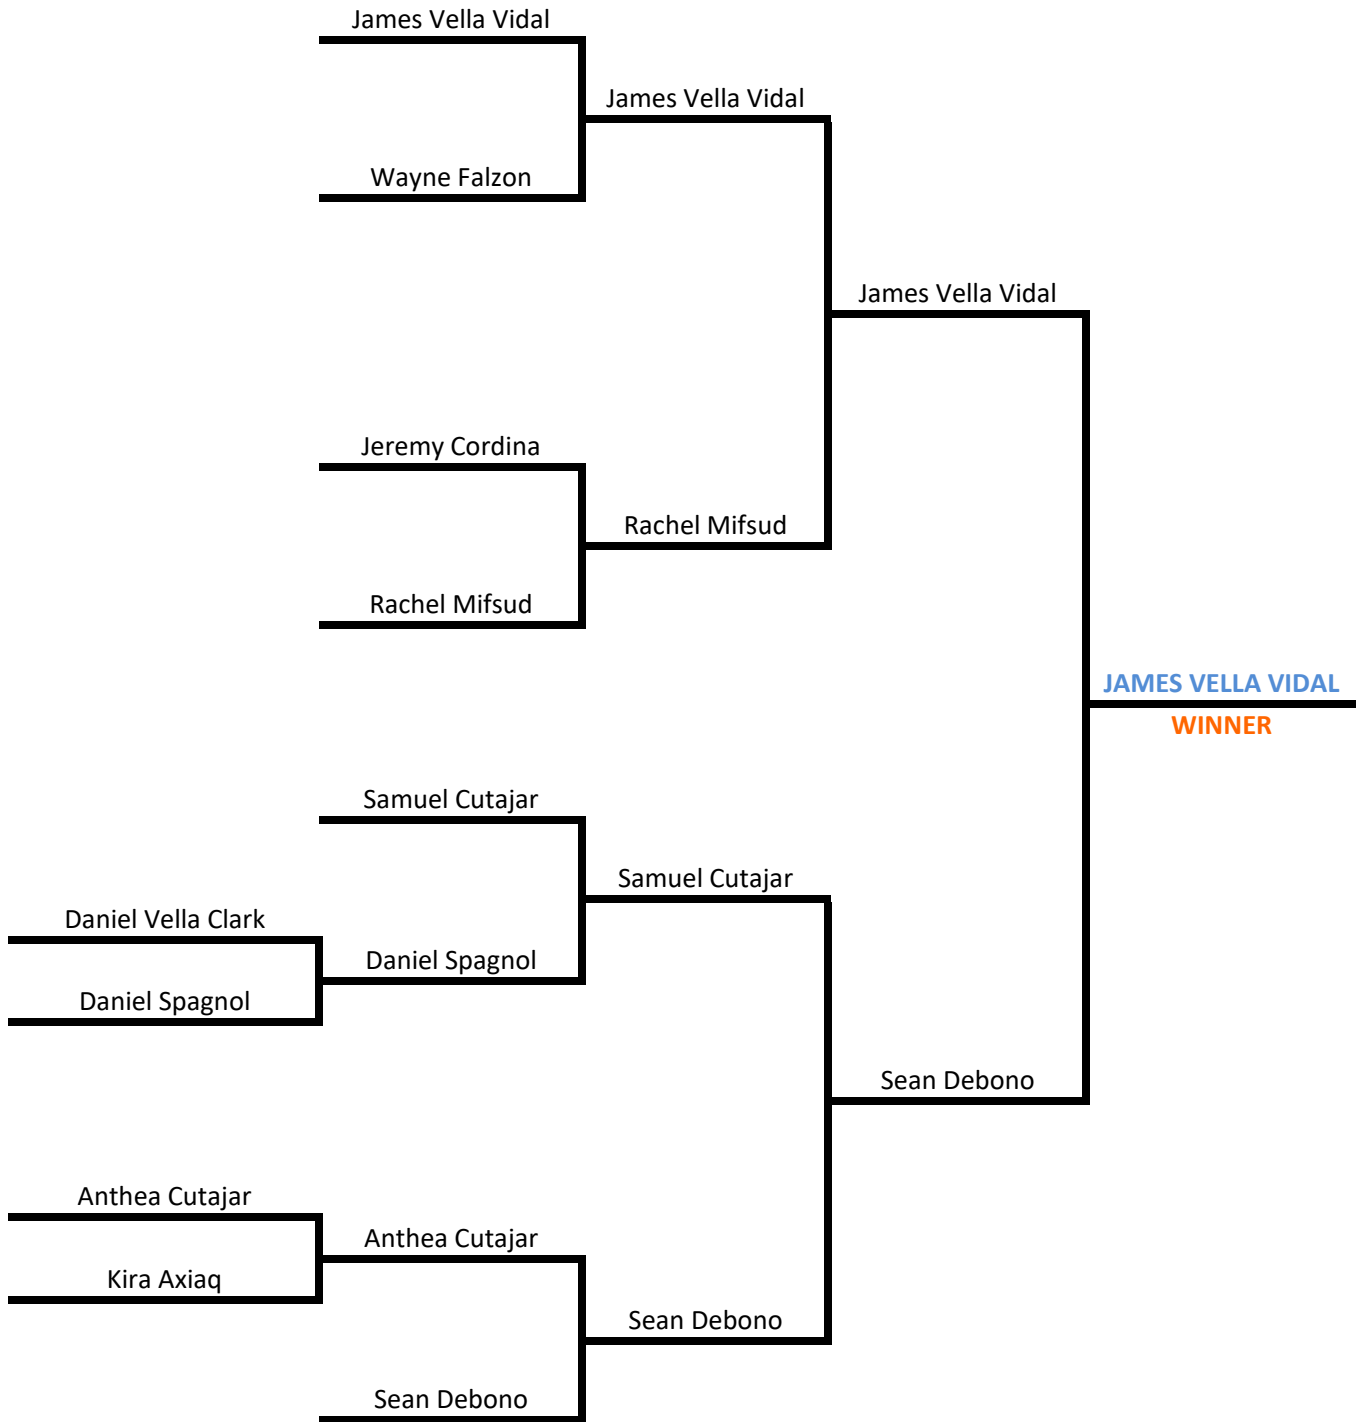 James Vella Vidal
James Vella Vidal
Wayne Falzon
James Vella Vidal
Jeremy Cordina
Rachel Mifsud
Rachel Mifsud
JAMES VELLA VIDAL
WINNER
Samuel Cutajar
Samuel Cutajar
Daniel Vella Clark
Daniel Spagnol
Daniel Spagnol
Sean Debono
Anthea Cutajar
Anthea Cutajar
Kira Axiaq
Sean Debono
Sean Debono